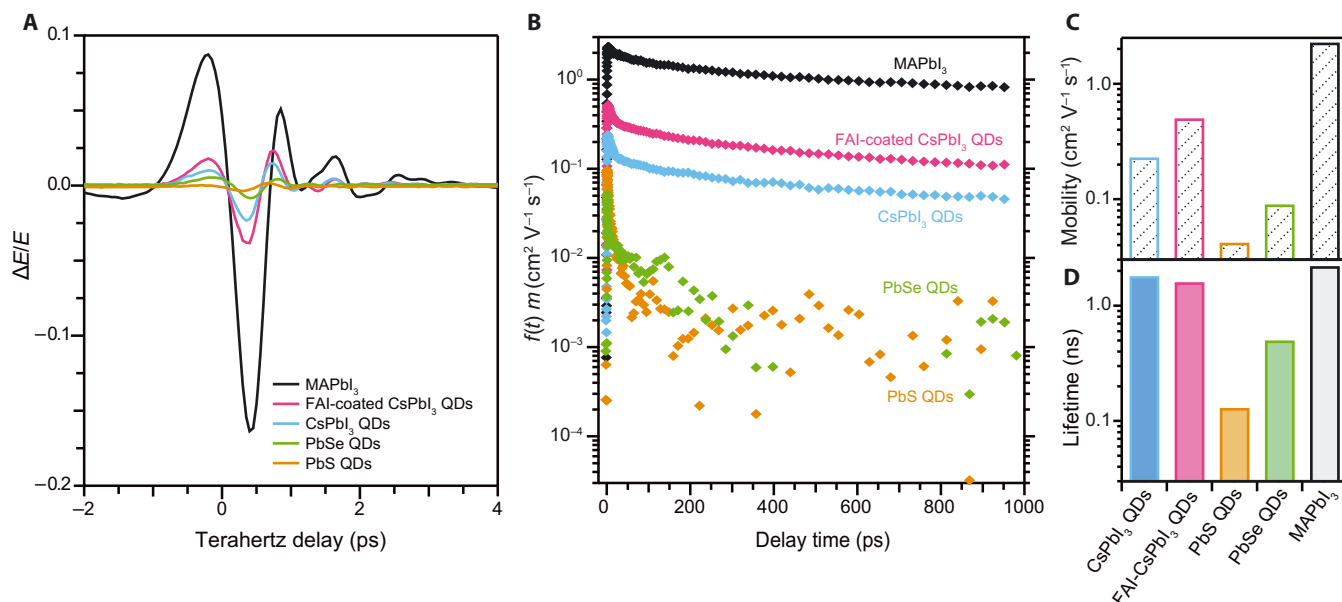 A
0.1
0.0
−0.1
−0.2
ΔE/E
−2
0
2
4
Terahertz delay (ps)
MAPbI₃
FAI-coated CsPbI₃ QDs
CsPbI₃ QDs
PbSe QDs
PbS QDs
B
10⁰
10⁻¹
10⁻²
10⁻³
10⁻⁴
f(t) m (cm² V⁻¹ s⁻¹)
MAPbI₃
FAI-coated CsPbI₃ QDs
CsPbI₃ QDs
PbSe QDs
PbS QDs
0
200
400
600
800
1000
Delay time (ps)
C
Mobility (cm² V⁻¹ s⁻¹)
1.0
0.1
D
Lifetime (ns)
1.0
0.1
CsPbI₃ QDs
FAI-CsPbI₃ QDs
PbS QDs
PbSe QDs
MAPbI₃